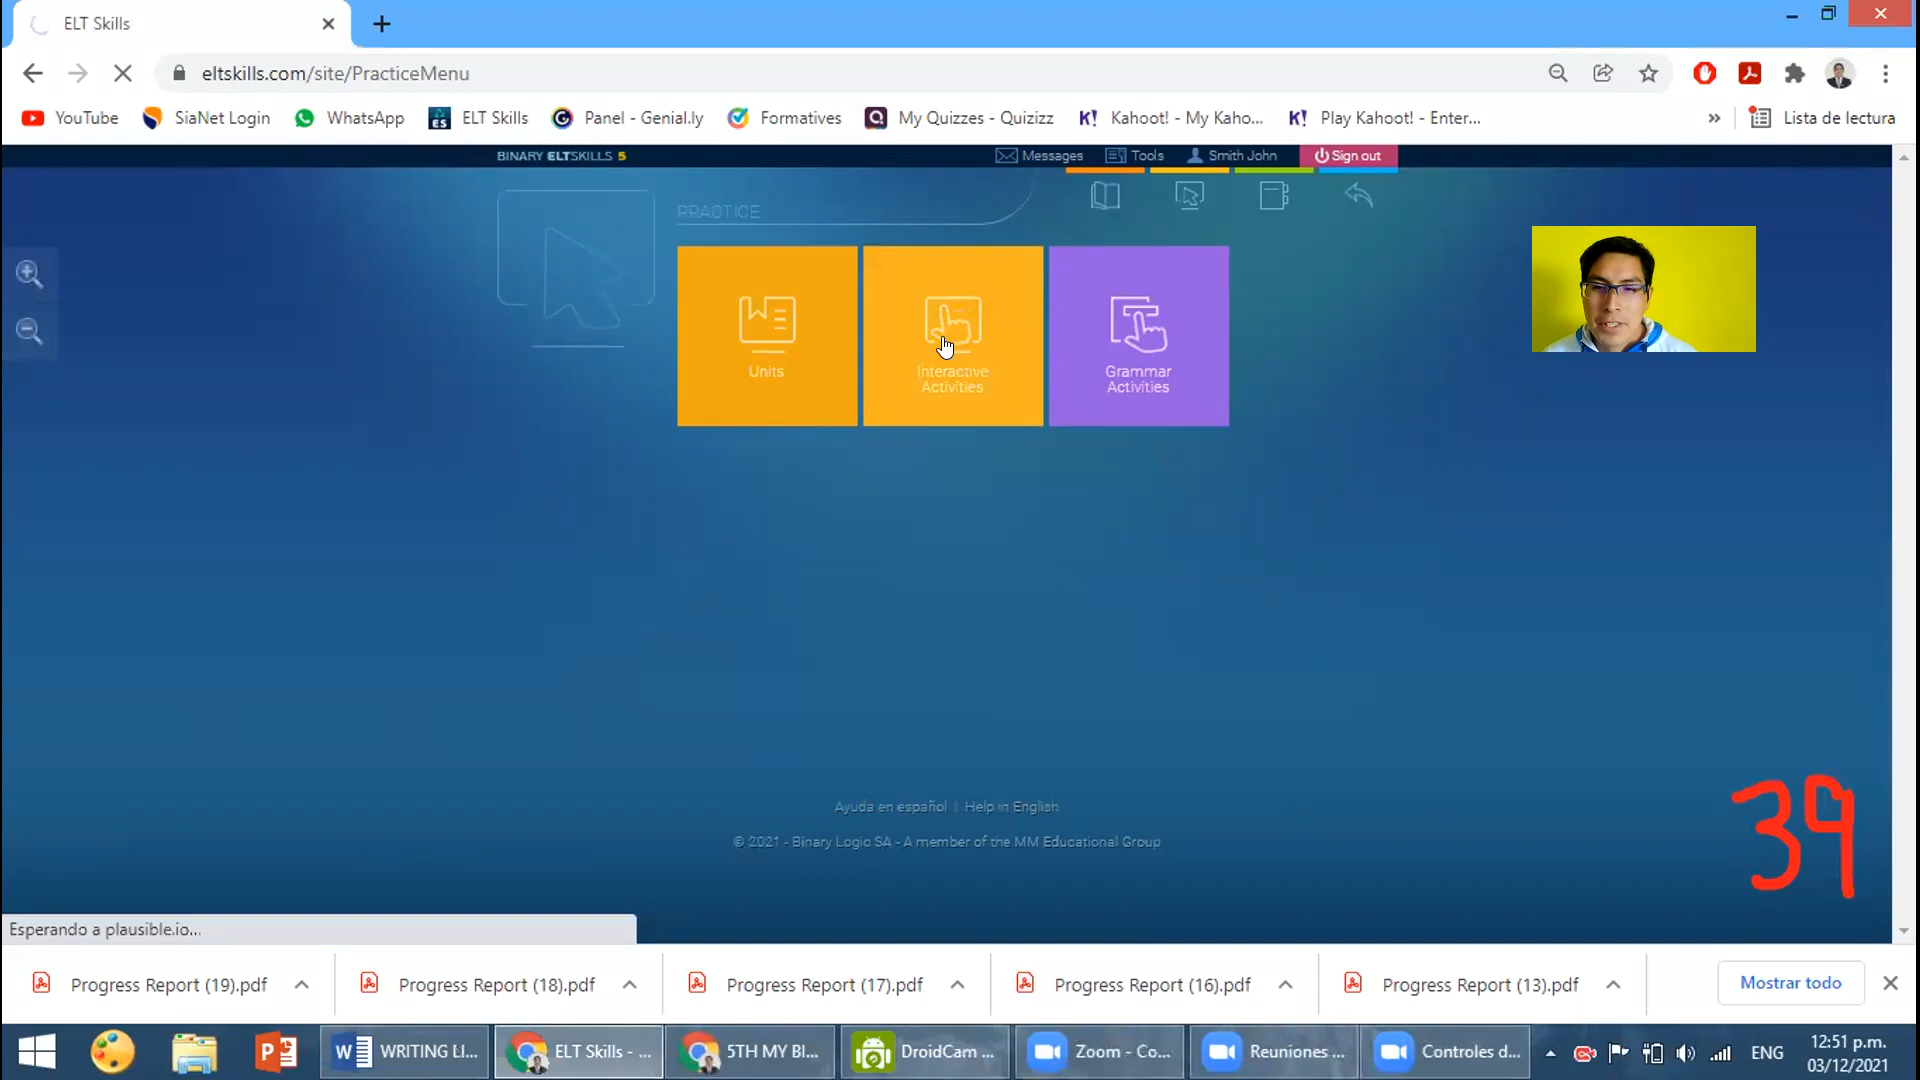 ELT Skills
eltskills.com/site/PracticeMenu
YouTube SiaNet Login WhatsApp ELT Skills Panel - Genial.ly Formatives My Quizzes - Quizizz Kahoot! - My Kaho... Play Kahoot! - Enter... » Lista de lectura
BINARY ELTSKILLS 5 Messages Tools Smith John Sign out
PRACTICE
Units
Interactive
Activities
Grammar
Activities
39
Ayuda en español | Help in English
© 2021 - Binary Logic SA - A member of the MM Educational Group
Esperando a plausible.io...
Progress Report (19).pdf Progress Report (18).pdf Progress Report (17).pdf Progress Report (16).pdf Progress Report (13).pdf Mostrar todo
WRITING LI... ELT Skills - ... 5TH MY BI... DroidCam ... Zoom - Co... Reuniones ... Controles d... ENG 12:51 p.m.
03/12/2021